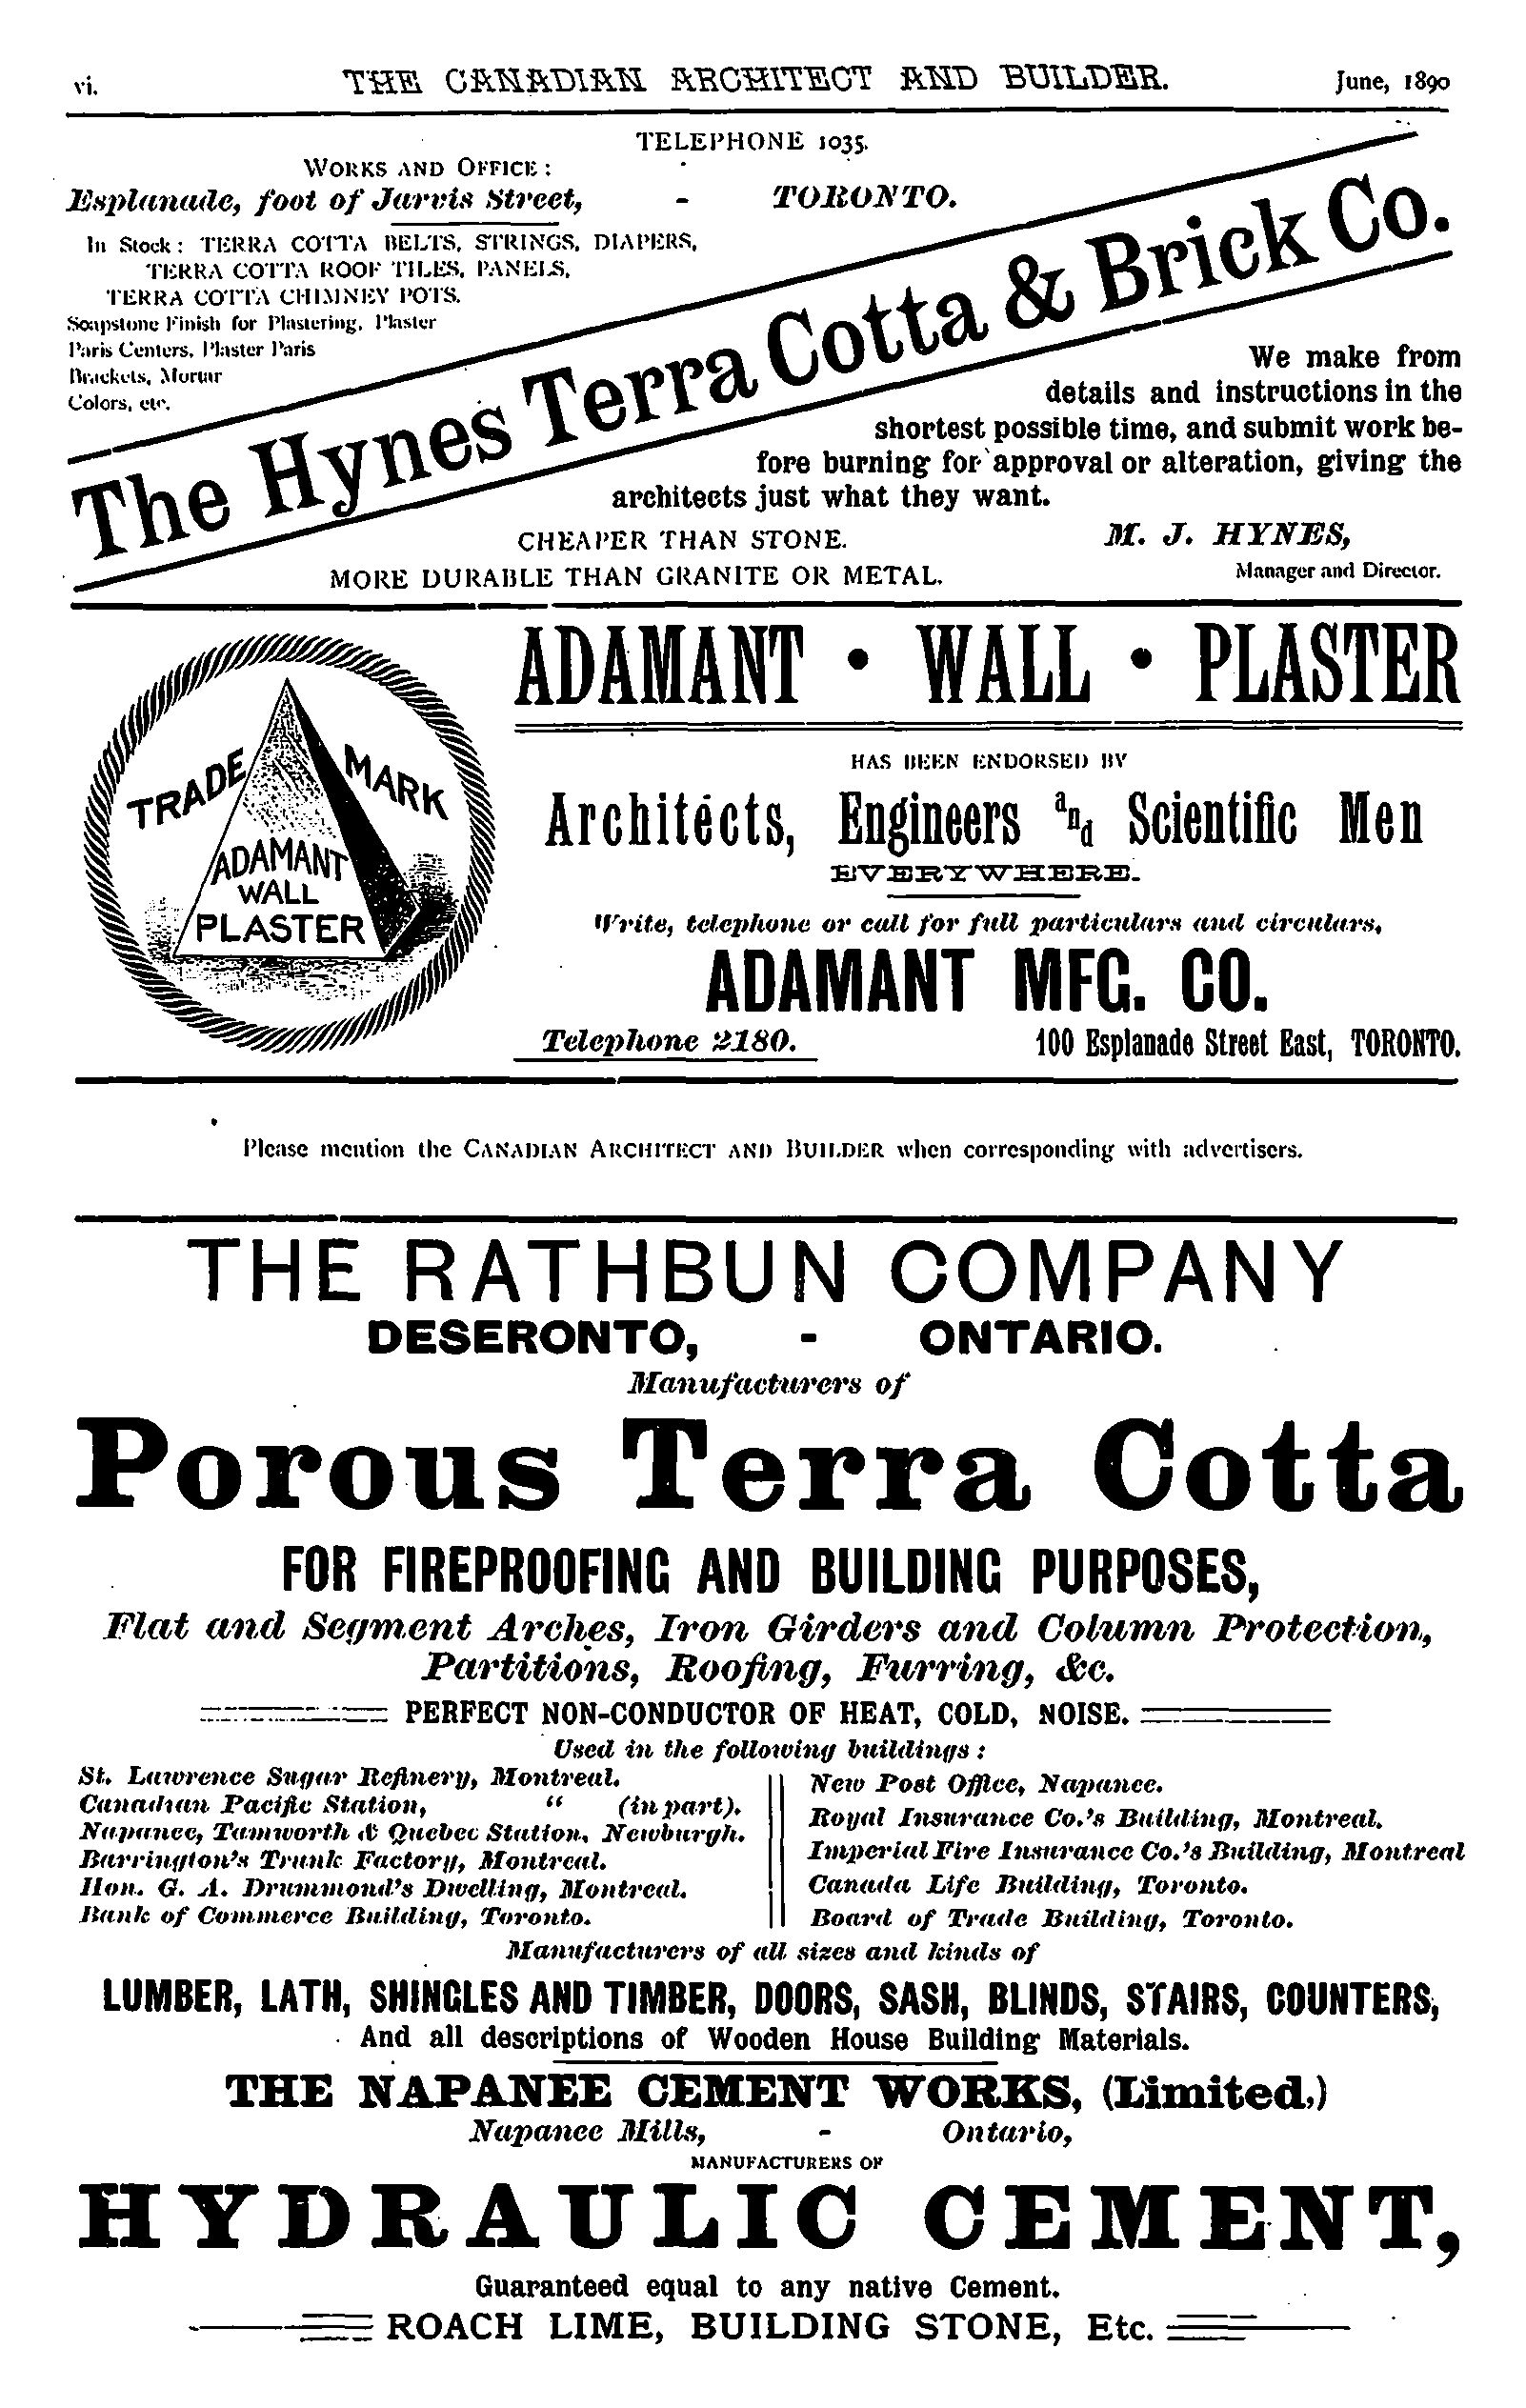 vi. THE CANADIAN ARCHITECT AND BUILDER. June, 1890
TELEPHONE 1035.
WORKS AND OFFICE:
Esplanade, foot of Jarvis Street, - TORONTO.
In Stock: TERRA COTTA BELTS, STRINGS, DIAPERS,
TERRA COTTA ROOF TILES, PANELS,
TERRA COTTA CHIMNEY POTS.
Soapstone Finish for Plastering, Plaster
Paris Centers, Plaster Paris
Brackets, Mortar
Colors, etc.
The Hynes Terra Cotta & Brick Co.
We make from
details and instructions in the
shortest possible time, and submit work be-
fore burning for approval or alteration, giving the
architects just what they want.
CHEAPER THAN STONE.
MORE DURABLE THAN GRANITE OR METAL.
M. J. HYNES,
Manager and Director.
TRADE MARK
ADAMANT
WALL
PLASTER
ADAMANT • WALL • PLASTER
HAS BEEN ENDORSED BY
Architects, Engineers and Scientific Men
EVERYWHERE.
Write, telephone or call for full particulars and circulars,
ADAMANT MFG. CO.
Telephone 2180. 100 Esplanade Street East, TORONTO.
Please mention the CANADIAN ARCHITECT AND BUILDER when corresponding with advertisers.
THE RATHBUN COMPANY
DESERONTO, - ONTARIO.
Manufacturers of
Porous Terra Cotta
FOR FIREPROOFING AND BUILDING PURPOSES,
Flat and Segment Arches, Iron Girders and Column Protection,
Partitions, Roofing, Furring, &c.
PERFECT NON-CONDUCTOR OF HEAT, COLD, NOISE.
Used in the following buildings:
St. Lawrence Sugar Refinery, Montreal.
Canadian Pacific Station, " (in part).
Napanee, Tamworth & Quebec Station, Newburgh.
Barrington's Trunk Factory, Montreal.
Hon. G. A. Drummond's Dwelling, Montreal.
Bank of Commerce Building, Toronto.
New Post Office, Napanee.
Royal Insurance Co.'s Building, Montreal.
Imperial Fire Insurance Co.'s Building, Montreal
Canada Life Building, Toronto.
Board of Trade Building, Toronto.
Manufacturers of all sizes and kinds of
LUMBER, LATH, SHINGLES AND TIMBER, DOORS, SASH, BLINDS, STAIRS, COUNTERS,
And all descriptions of Wooden House Building Materials.
THE NAPANEE CEMENT WORKS, (Limited,)
Napanee Mills, - Ontario,
MANUFACTURERS OF
HYDRAULIC CEMENT,
Guaranteed equal to any native Cement.
ROACH LIME, BUILDING STONE, Etc.